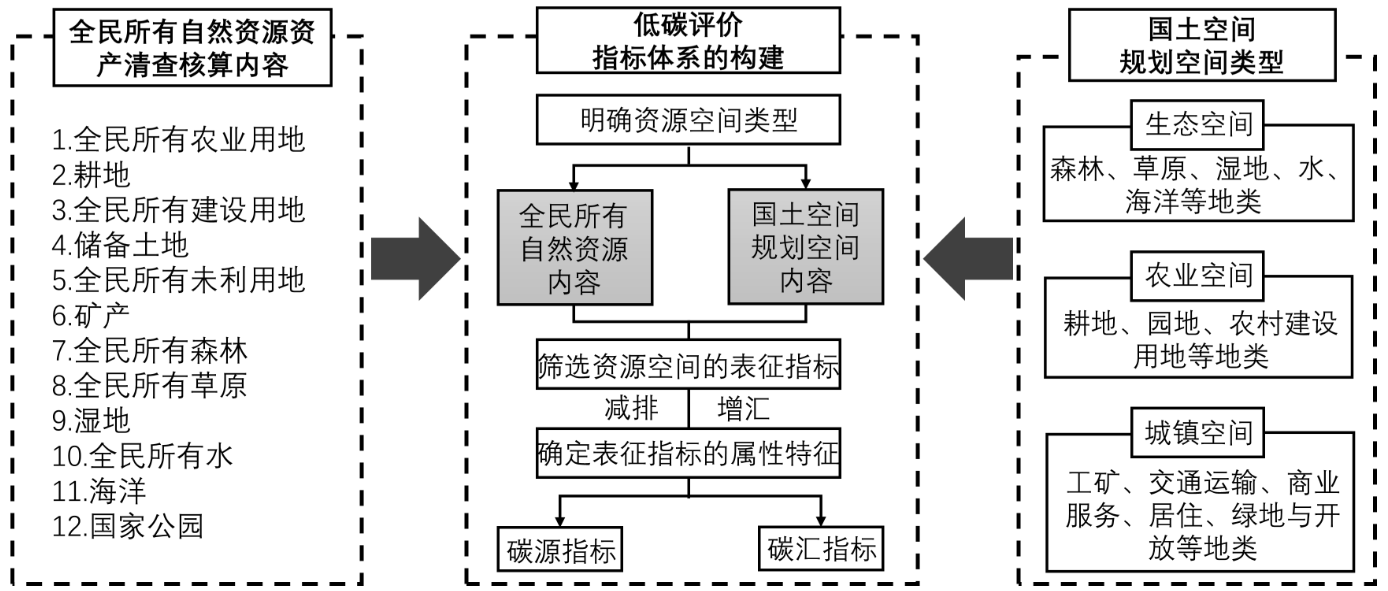 全民所有自然资源资
产清查核算内容
1.全民所有农业用地
2.耕地
3.全民所有建设用地
4.储备土地
5.全民所有未利用地
6.矿产
7.全民所有森林
8.全民所有草原
9.湿地
10.全民所有水
11.海洋
12.国家公园
低碳评价
指标体系的构建
明确资源空间类型
全民所有
自然资源
内容
国土空间
规划空间
内容
筛选资源空间的表征指标
减排
增汇
确定表征指标的属性特征
碳源指标
碳汇指标
国土空间
规划空间类型
生态空间
森林、草原、湿地、水、
海洋等地类
农业空间
耕地、园地、农村建设
用地等地类
城镇空间
工矿、交通运输、商业
服务、居住、绿地与开
放等地类